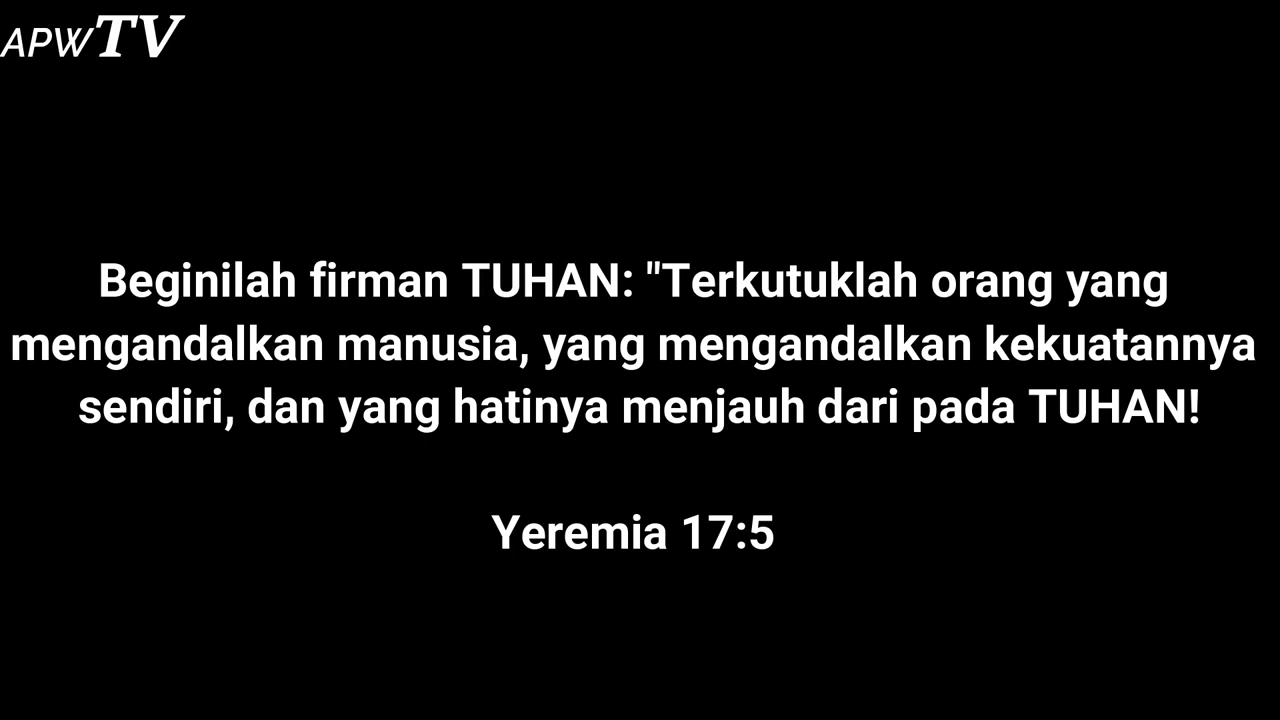 APWTV
Beginilah firman TUHAN: "Terkutuklah orang yang
mengandalkan manusia, yang mengandalkan kekuatannya
sendiri, dan yang hatinya menjauh dari pada TUHAN!
Yeremia 17:5